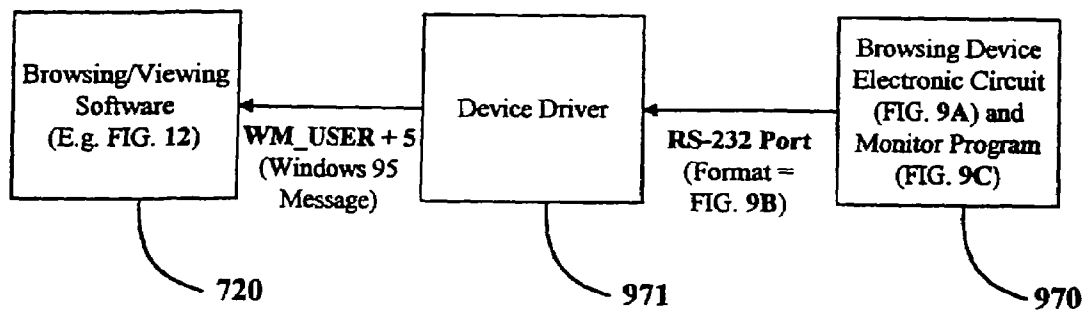 Browsing/Viewing
Software
(E.g. FIG. 12)
WM_USER + 5
(Windows 95
Message)
Device Driver
RS-232 Port
(Format =
FIG. 9B)
Browsing Device
Electronic Circuit
(FIG. 9A) and
Monitor Program
(FIG. 9C)
720
971
970